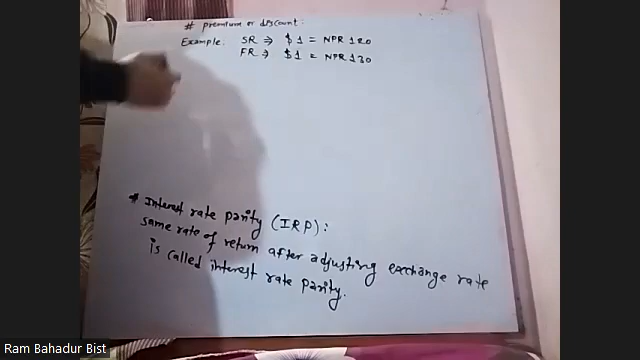 # premium or discount:
Example: SR ⇒ $1 = NPR 120
FR ⇒ $1 = NPR 130
# Interest rate parity (IRP):
same rate of return after adjusting exchange rate
is called interest rate parity.
Ram Bahadur Bist